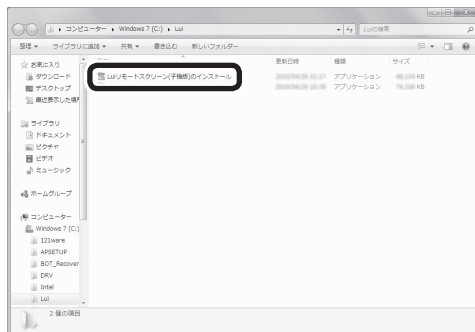 コンピューター ▸ Windows 7 (C:) ▸ Lui
Luiの検索
整理 ▼ ライブラリに追加 ▼ 共有 ▼ 書き込む 新しいフォルダー
更新日時 種類 サイズ
お気に入り
ダウンロード
デスクトップ
最近表示した場所
Luiリモートスクリーン(子機版)のインストール
アプリケーション KB
アプリケーション KB
ライブラリ
ドキュメント
ピクチャ
ビデオ
ミュージック
ホームグループ
コンピューター
Windows 7 (C:)
121ware
APSETUP
BOT_Recover
DRV
Intel
Lui
2 個の項目